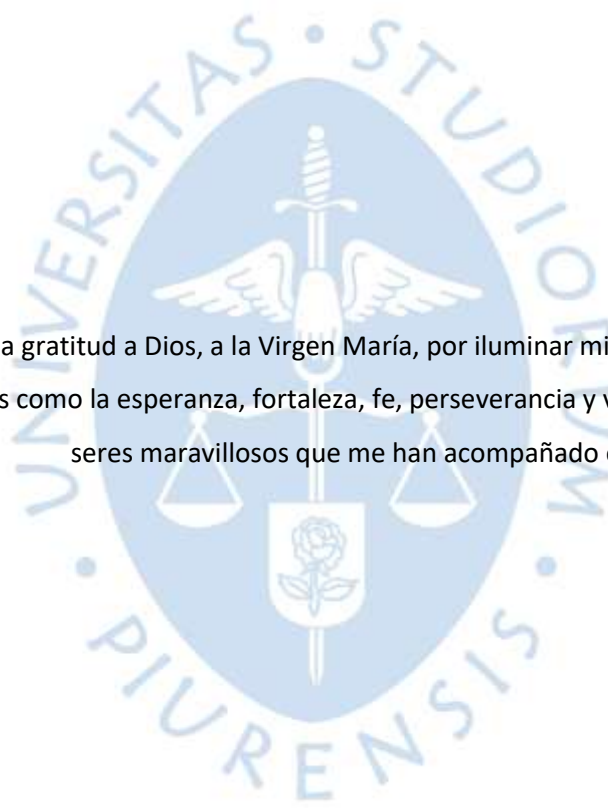 UNIVERSITAS STUDIORUM PIURENSIS
a gratitud a Dios, a la Virgen María, por iluminar mi
s como la esperanza, fortaleza, fe, perseverancia y
seres maravillosos que me han acompañado